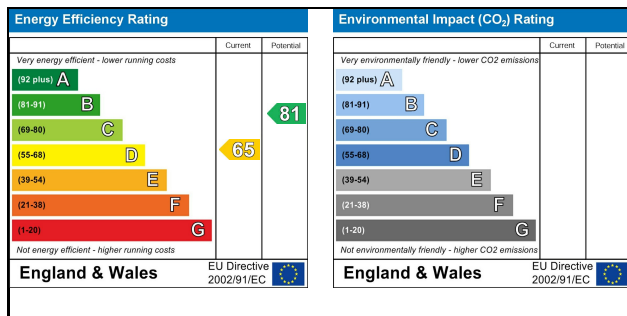 Energy Efficiency Rating
Current Potential
Very energy efficient - lower running costs
(92 plus) A
(81-91) B
(69-80) C
(55-68) D
(39-54) E
(21-38) F
(1-20) G
65
81
Not energy efficient - higher running costs
England & Wales
EU Directive
2002/91/EC
Environmental Impact (CO₂) Rating
Current Potential
Very environmentally friendly - lower CO2 emissions
(92 plus) A
(81-91) B
(69-80) C
(55-68) D
(39-54) E
(21-38) F
(1-20) G
Not environmentally friendly - higher CO2 emissions
England & Wales
EU Directive
2002/91/EC